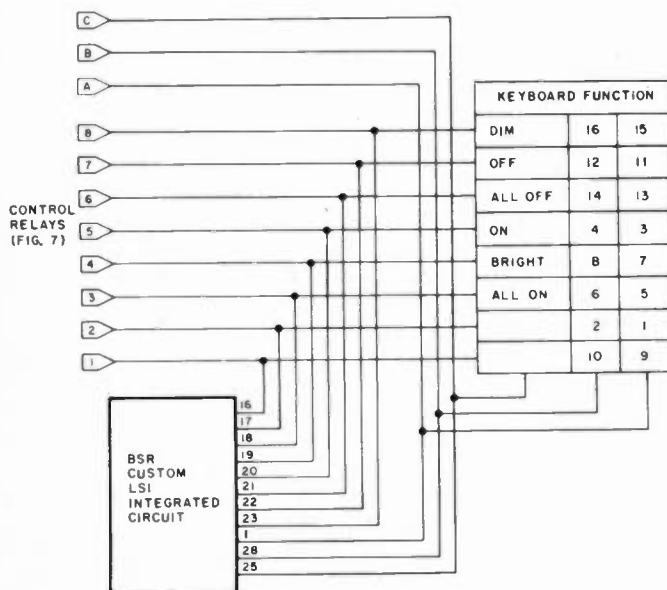 C
B
A
8
7
6
5
4
3
2
1
CONTROL
RELAYS
(FIG. 7)
KEYBOARD FUNCTION
DIM 16 15
OFF 12 11
ALL OFF 14 13
ON 4 3
BRIGHT 8 7
ALL ON 6 5
2 1
10 9
BSR
CUSTOM
LSI
INTEGRATED
CIRCUIT
16
17
18
19
20
21
22
23
1
28
25